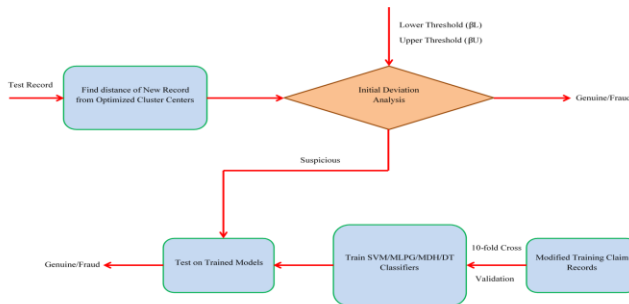 Lower Threshold (βL)
Upper Threshold (βU)
Test Record
Find distance of New Record
from Optimized Cluster Centers
Initial Deviation
Analysis
Genuine/Fraud
Suspicious
Genuine/Fraud
Test on Trained Models
Train SVM/MLPG/MDH/DT
Classifiers
10-fold Cross
Validation
Modified Training Claim
Records